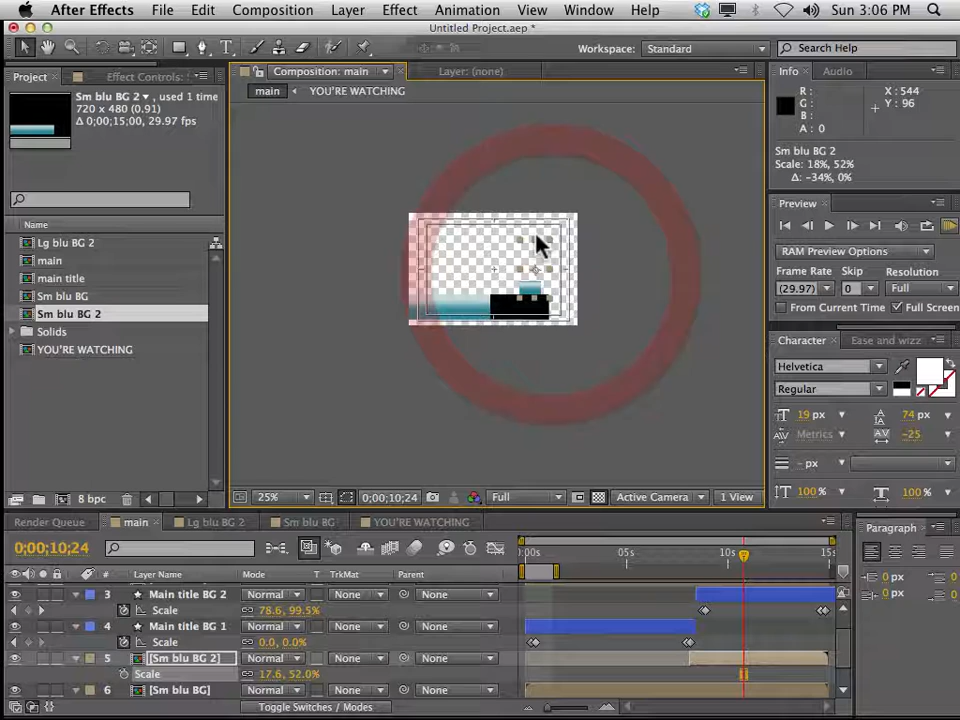 After Effects File Edit Composition Layer Effect Animation View Window Help Sun 3:06 PM
Untitled Project.aep *
Workspace: Standard Search Help
Project Effect Controls: Composition: main Layer: (none) Info Audio
Sm blu BG 2 , used 1 time
720 x 480 (0.91)
Δ 0;00;15;00, 29.97 fps
main YOU'RE WATCHING
R :
G :
B :
A : 0
X : 544
Y : 96
Sm blu BG 2
Scale: 18%, 52%
Δ: -34%, 0%
Preview
RAM Preview Options
Frame Rate Skip Resolution
(29.97) 0 Full
From Current Time Full Screen
Name
Lg blu BG 2
main
main title
Sm blu BG
Sm blu BG 2
Solids
YOU'RE WATCHING
Character Ease and wizz
Helvetica
Regular
19 px 74 px
Metrics -25
- px
100 % 100 %
8 bpc 25% 0;00;10;24 Full Active Camera 1 View
Render Queue main Lg blu BG 2 Sm blu BG YOU'RE WATCHING
Paragraph
0;00;10;24
0:00s 05s 10s 15s
# Layer Name Mode T TrkMat Parent
3 Main title BG 2 Normal None None
Scale 78.6, 99.5%
4 Main title BG 1 Normal None None
Scale 0.0, 0.0%
5 [Sm blu BG 2] Normal None None
Scale 17.6, 52.0%
6 [Sm blu BG] Normal None None
Toggle Switches / Modes
0 px 0
0 px 0